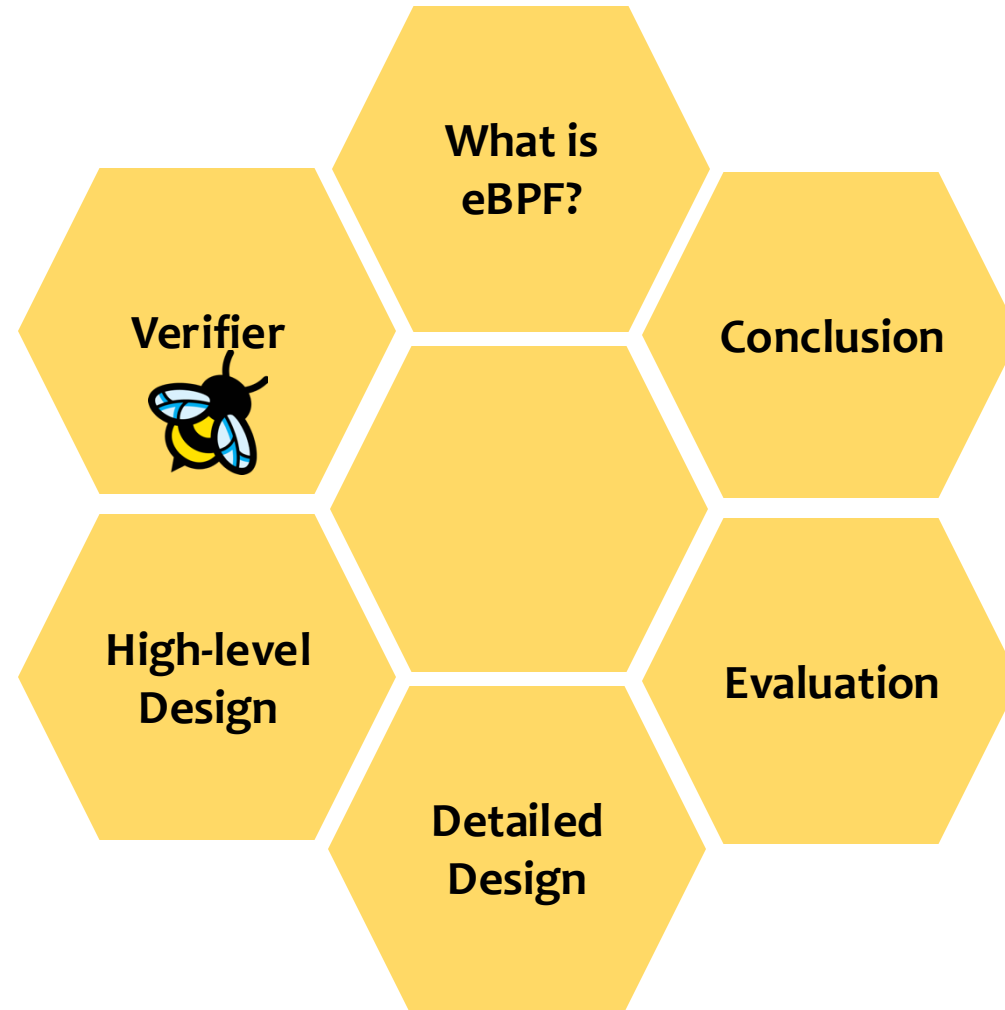 What is
eBPF?
Verifier
Conclusion
High-level
Design
Evaluation
Detailed
Design